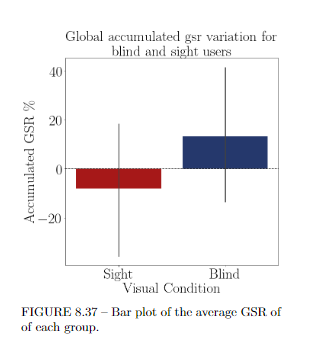 Global accumulated gsr variation for
blind and sight users
Accumulated GSR %
40
20
0
−20
Sight
Blind
Visual Condition
FIGURE 8.37 – Bar plot of the average GSR of
of each group.